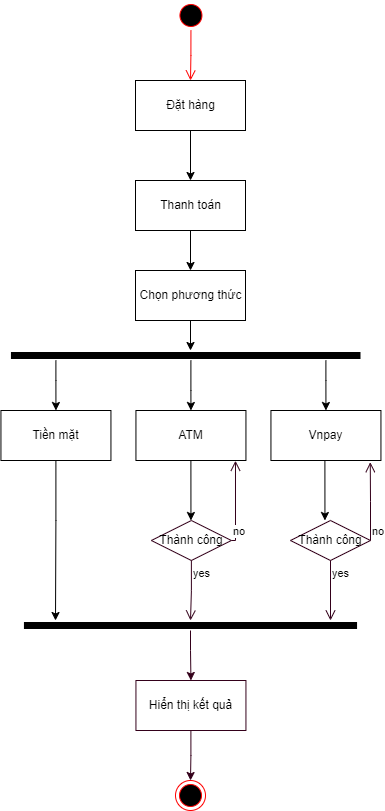 Đặt hàng
Thanh toán
Chọn phương thức
Tiền mặt
ATM
Vnpay
Thành công
no
Thành công
no
yes
yes
Hiển thị kết quả